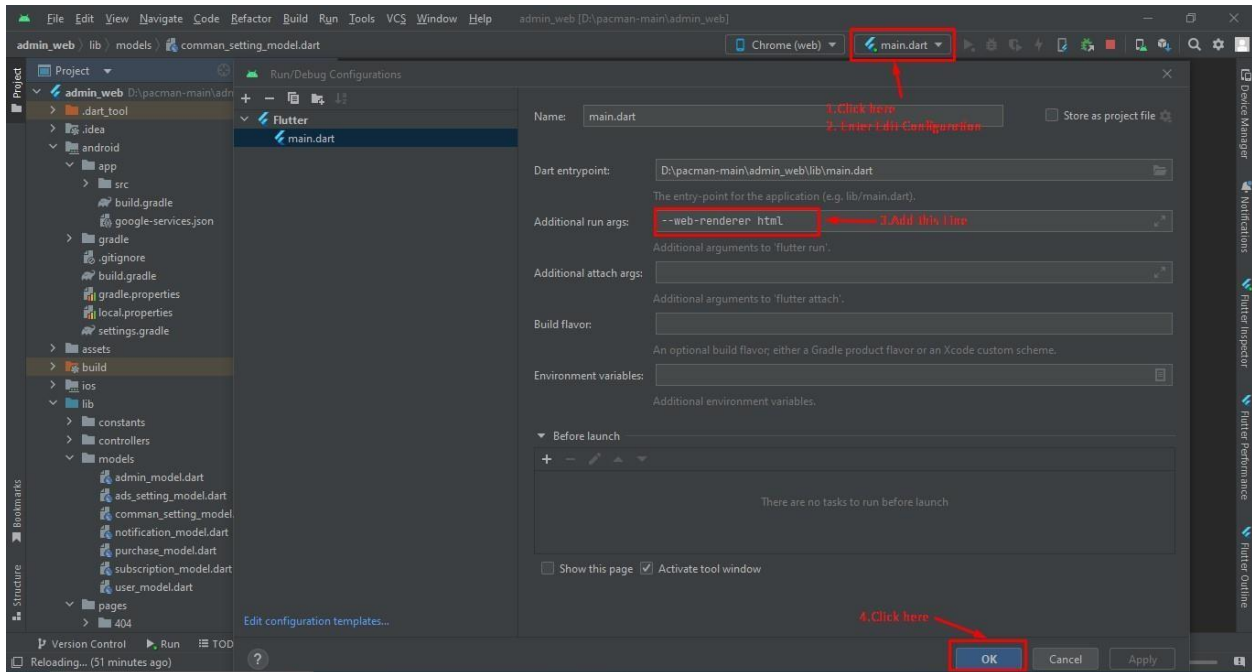 File Edit View Navigate Code Refactor Build Run Tools VCS Window Help admin_web [D:\pacman-main\admin_web]
admin_web lib models comman_setting_model.dart
Chrome (web) main.dart
Project
Run/Debug Configurations
Project
admin_web D:\pacman-main\adm
.dart_tool
.idea
android
app
src
build.gradle
google-services.json
gradle
.gitignore
build.gradle
gradle.properties
local.properties
settings.gradle
assets
build
ios
lib
constants
controllers
models
admin_model.dart
ads_setting_model.dart
comman_setting_model.
notification_model.dart
purchase_model.dart
subscription_model.dart
user_model.dart
pages
404
Flutter
main.dart
Edit configuration templates...
Name: main.dart
1.Click here
2. Enter Edit Configuration
Store as project file
Dart entrypoint: D:\pacman-main\admin_web\lib\main.dart
The entry-point for the application (e.g. lib/main.dart).
Additional run args: --web-renderer html
3.Add this Line
Additional arguments to 'flutter run'.
Additional attach args:
Additional arguments to 'flutter attach'.
Build flavor:
An optional build flavor; either a Gradle product flavor or an Xcode custom scheme.
Environment variables:
Additional environment variables.
Before launch
There are no tasks to run before launch
Show this page Activate tool window
4.Click here
? OK Cancel Apply
Bookmarks
Structure
Device Manager
Notifications
Flutter Inspector
Flutter Performance
Flutter Outline
Version Control Run TOD
Reloading... (51 minutes ago)